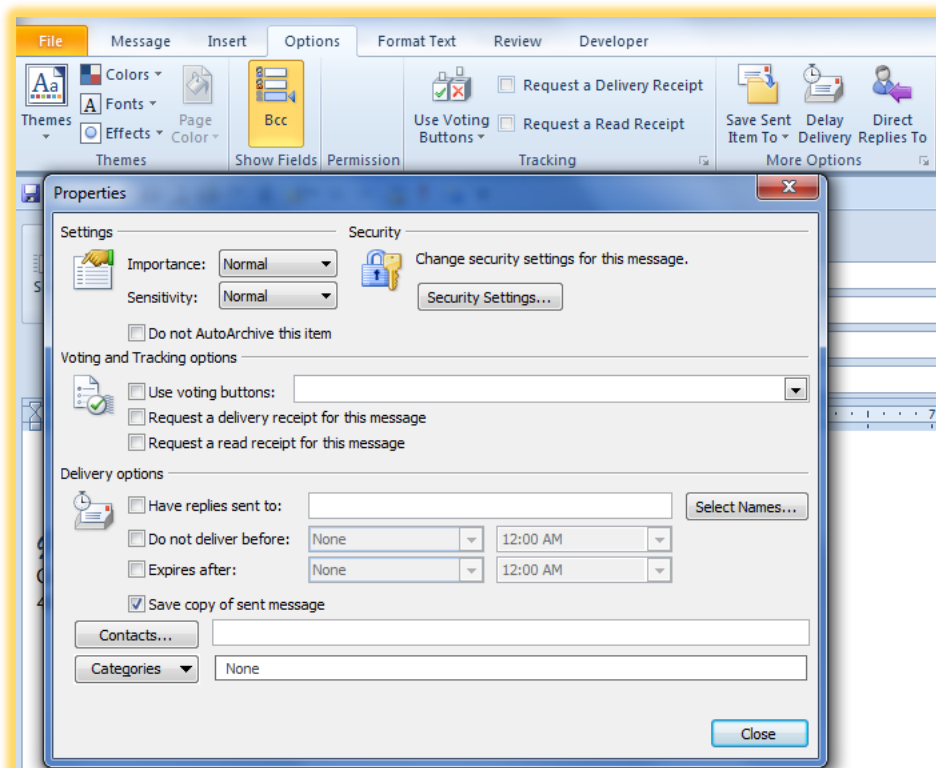 File Message Insert Options Format Text Review Developer
Colors
Fonts
Effects
Themes
Page
Color
Bcc
Use Voting
Buttons
Request a Delivery Receipt
Request a Read Receipt
Save Sent
Item To
Delay
Delivery
Direct
Replies To
Themes Show Fields Permission Tracking More Options
Properties
Settings Security
Importance: Normal
Sensitivity: Normal
Change security settings for this message.
Security Settings...
Do not AutoArchive this item
Voting and Tracking options
Use voting buttons:
Request a delivery receipt for this message
Request a read receipt for this message
Delivery options
Have replies sent to: Select Names...
Do not deliver before: None 12:00 AM
Expires after: None 12:00 AM
Save copy of sent message
Contacts...
Categories None
Close
7